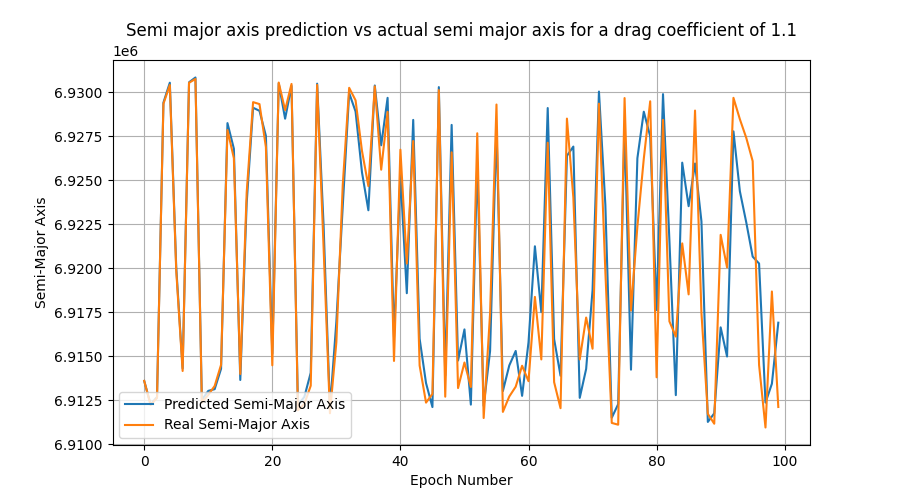 Semi major axis prediction vs actual semi major axis for a drag coefficient of 1.1
1e6
6.9300
6.9275
6.9250
6.9225
6.9200
6.9175
6.9150
6.9125
6.9100
Semi-Major Axis
Predicted Semi-Major Axis
Real Semi-Major Axis
0 20 40 60 80 100
Epoch Number